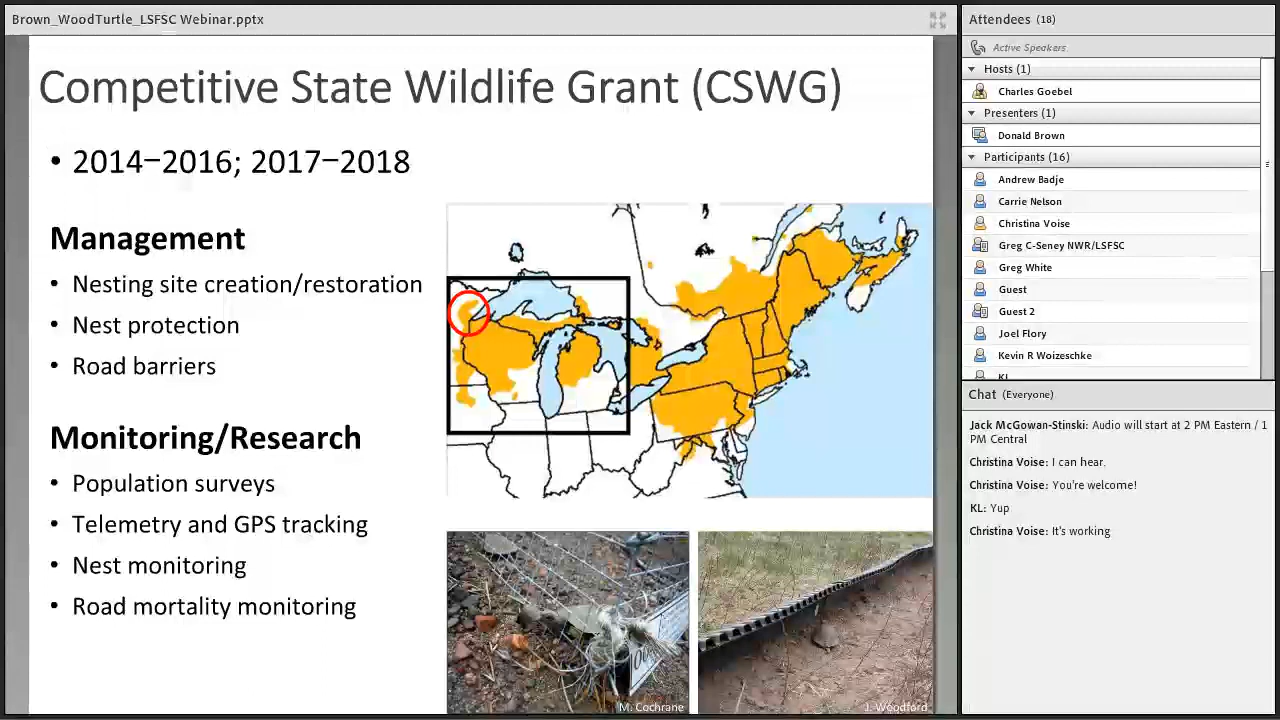 Brown_WoodTurtle_LSFSC Webinar.pptx
Competitive State Wildlife Grant (CSWG)
• 2014–2016; 2017–2018
Management
• Nesting site creation/restoration
• Nest protection
• Road barriers
Monitoring/Research
• Population surveys
• Telemetry and GPS tracking
• Nest monitoring
• Road mortality monitoring
M. Cochrane
J. Woodford
Attendees (18)
Active Speakers
Hosts (1)
Charles Goebel
Presenters (1)
Donald Brown
Participants (16)
Andrew Badje
Carrie Nelson
Christina Voise
Greg C-Seney NWR/LSFSC
Greg White
Guest
Guest 2
Joel Flory
Kevin R Woizeschke
KL
Chat (Everyone)
Jack McGowan-Stinski: Audio will start at 2 PM Eastern / 1
PM Central
Christina Voise: I can hear.
Christina Voise: You're welcome!
KL: Yup
Christina Voise: It's working